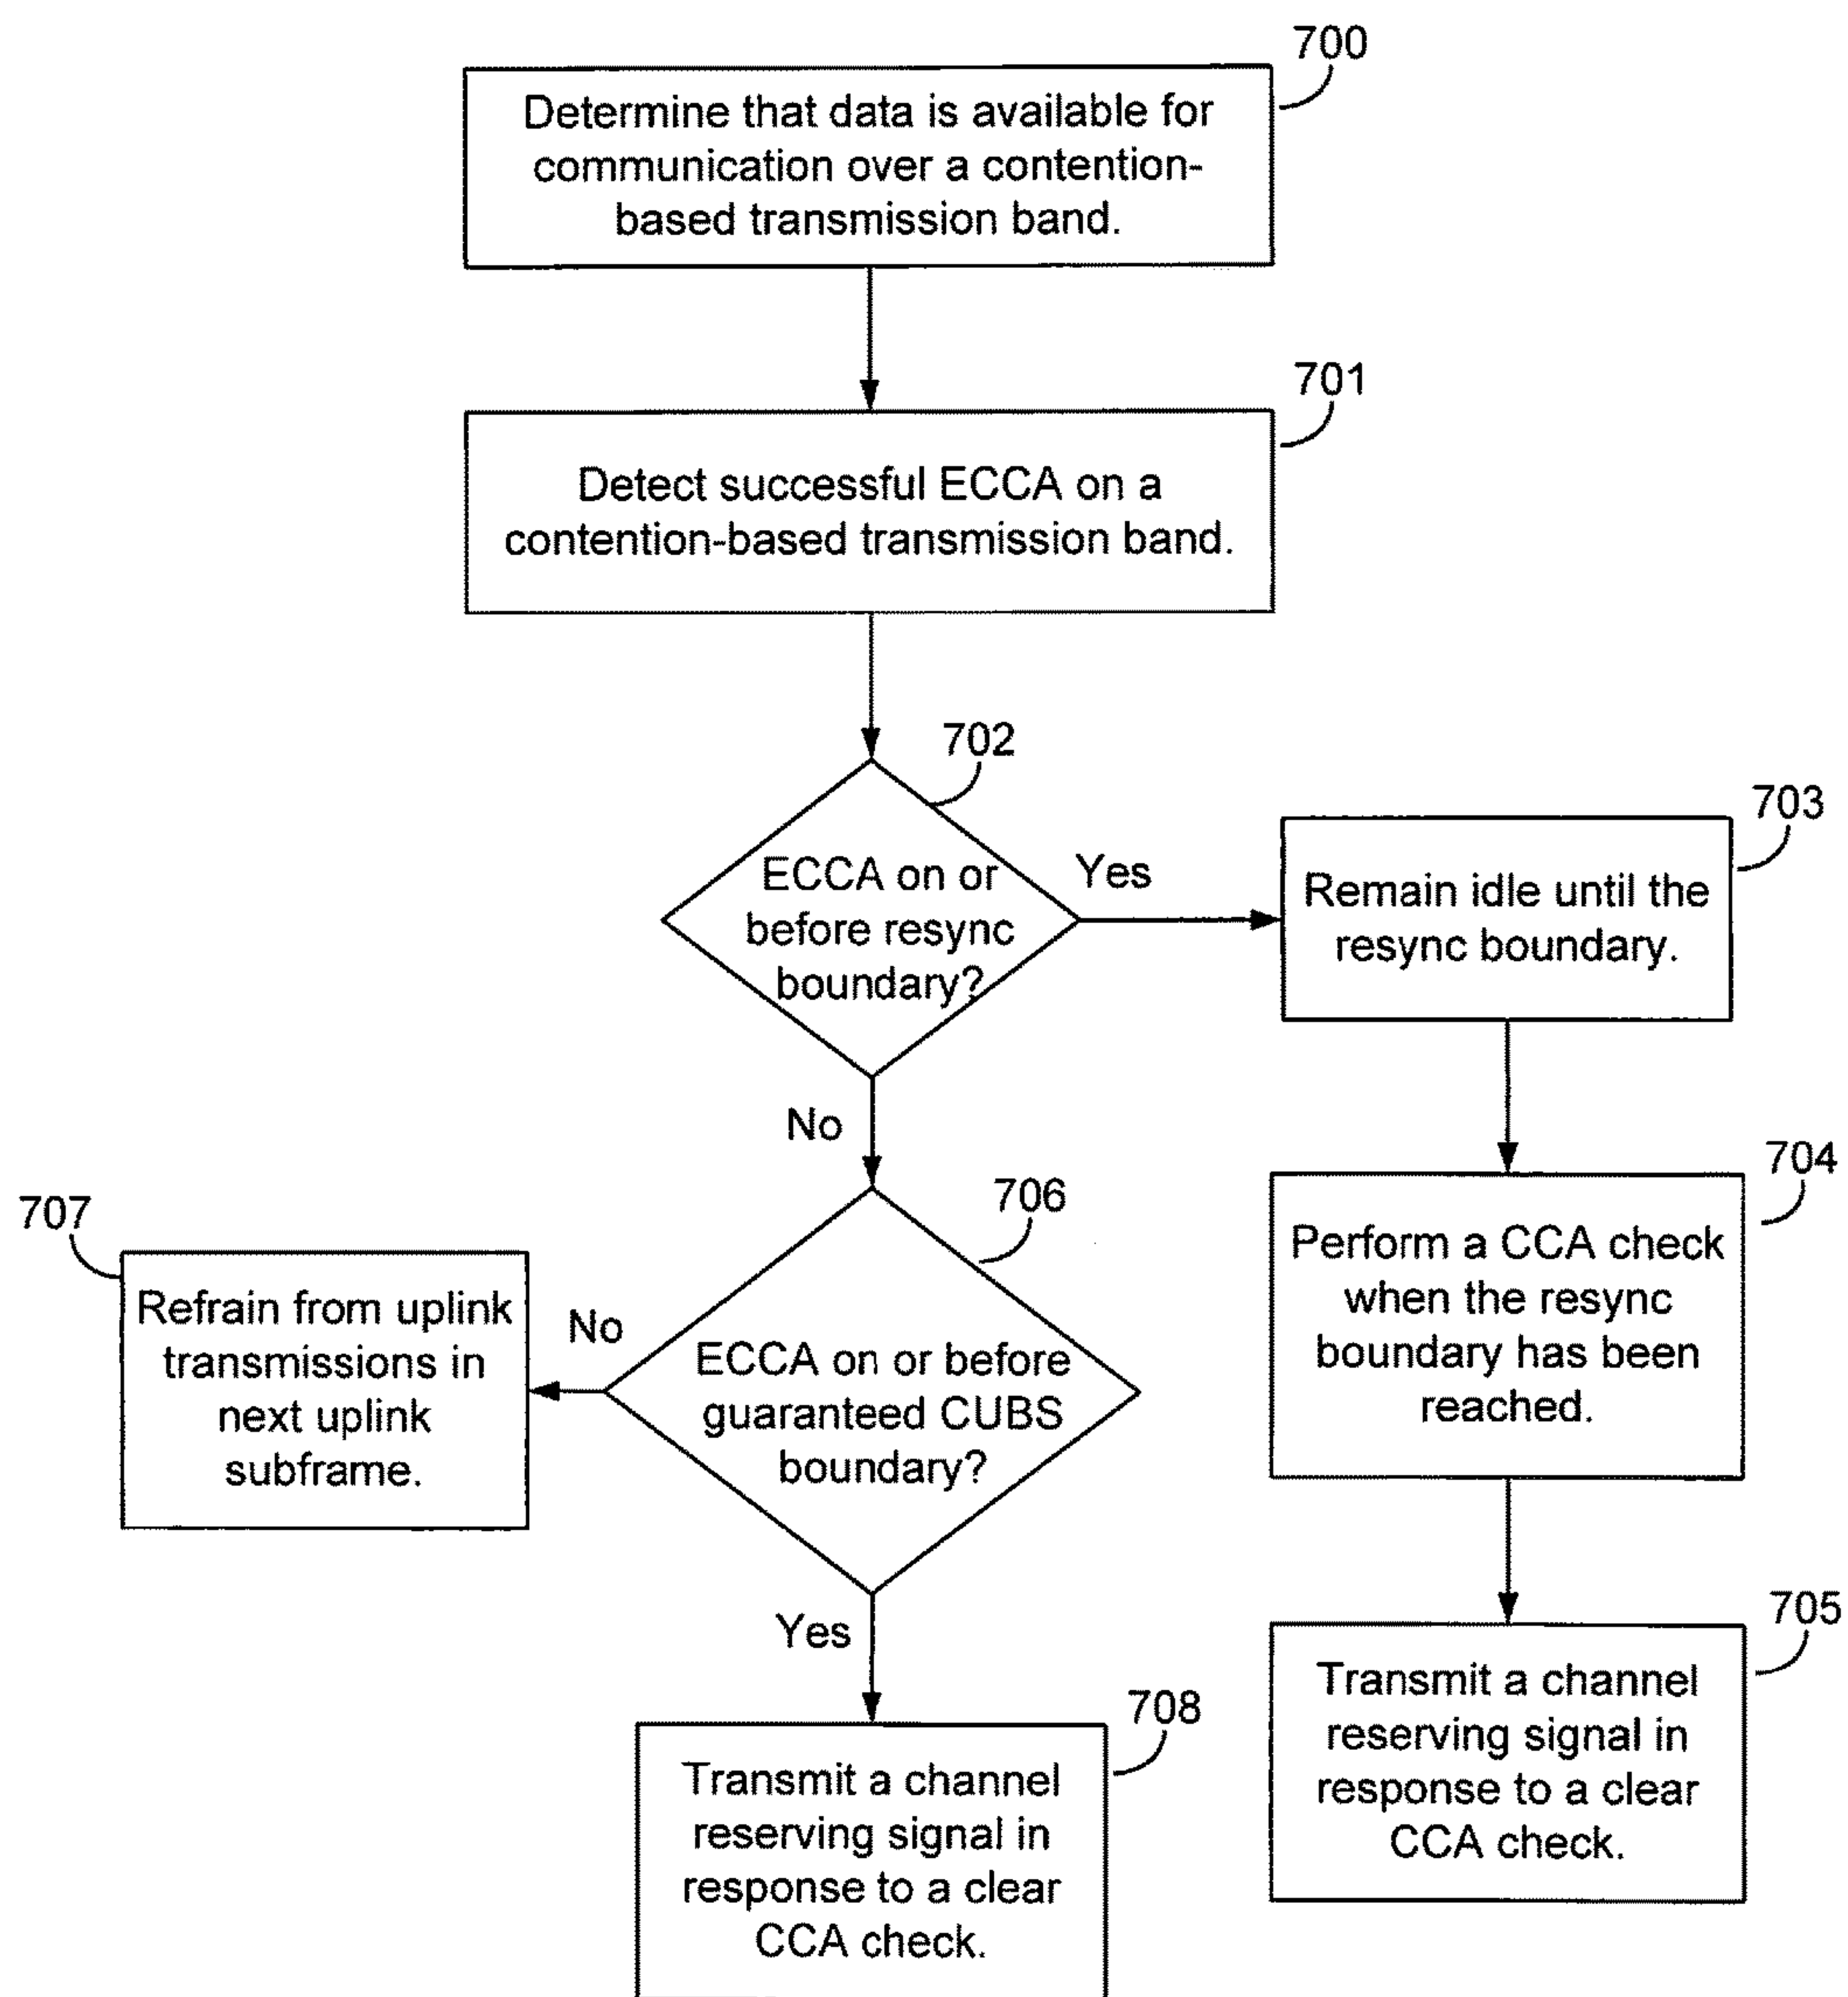 700
Determine that data is available for
communication over a contention-
based transmission band.
701
Detect successful ECCA on a
contention-based transmission band.
702
ECCA on or
before resync
boundary?
Yes
703
Remain idle until the
resync boundary.
No
704
Perform a CCA check
when the resync
boundary has been
reached.
706
ECCA on or before
guaranteed CUBS
boundary?
No
707
Refrain from uplink
transmissions in
next uplink
subframe.
Yes
705
Transmit a channel
reserving signal in
response to a clear
CCA check.
708
Transmit a channel
reserving signal in
response to a clear
CCA check.